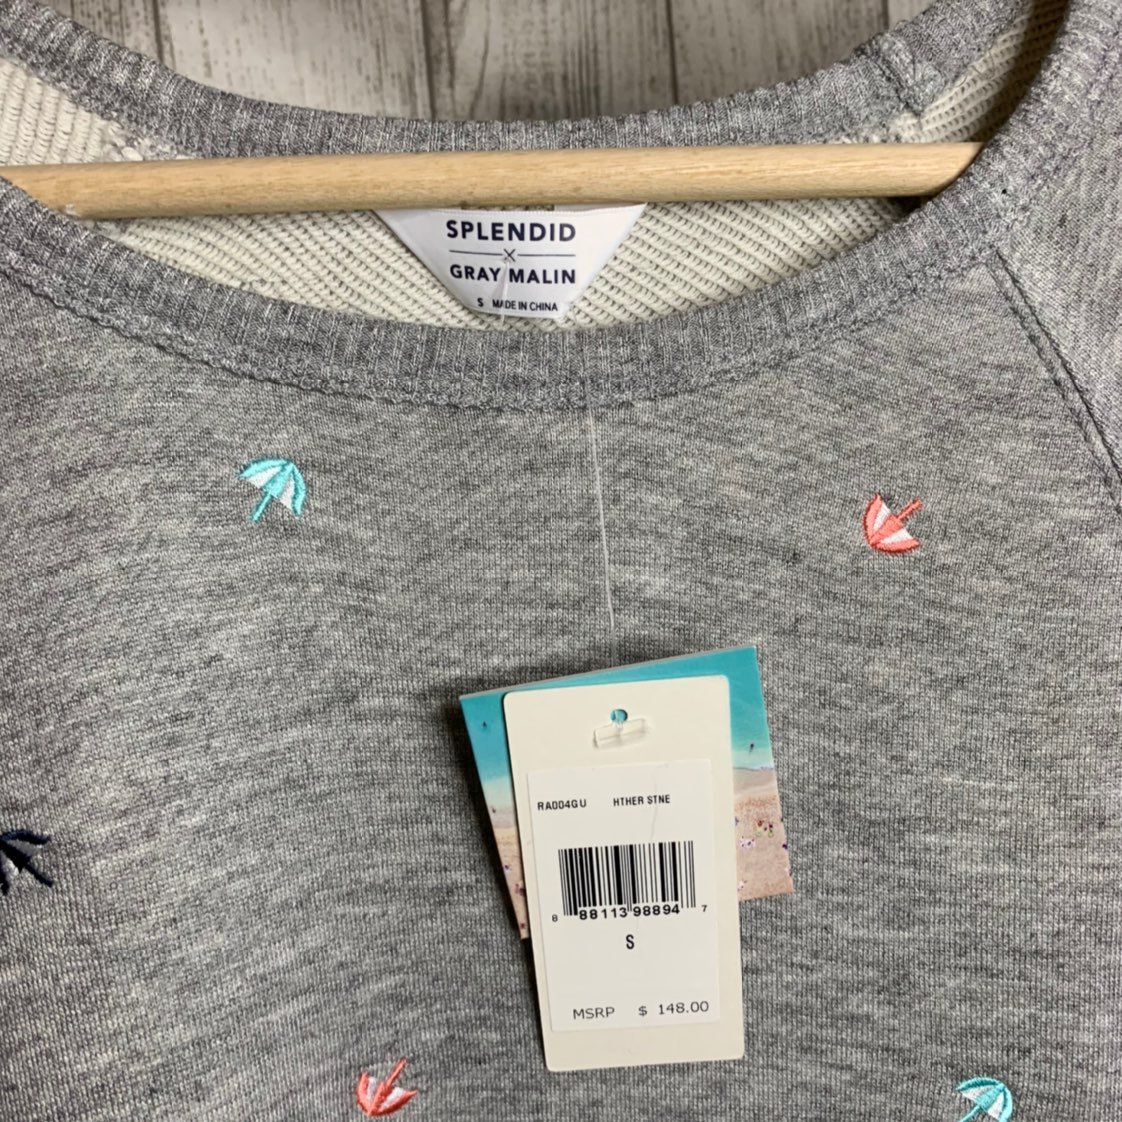 SPLENDID
X
GRAY MALIN
S MADE IN CHINA
RA004GU HTHER STNE
8 88113 98894 7
S
MSRP $ 148.00